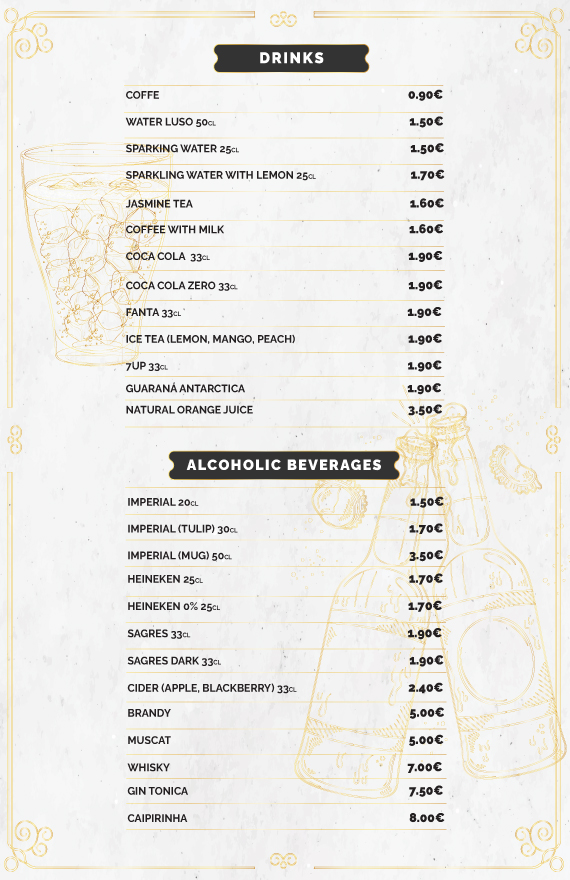 DRINKS
COFFE 0.90€
WATER LUSO 50CL 1.50€
SPARKING WATER 25CL 1.50€
SPARKLING WATER WITH LEMON 25CL 1.70€
JASMINE TEA 1.60€
COFFEE WITH MILK 1.60€
COCA COLA 33CL 1.90€
COCA COLA ZERO 33CL 1.90€
FANTA 33CL 1.90€
ICE TEA (LEMON, MANGO, PEACH) 1.90€
7UP 33CL 1.90€
GUARANÁ ANTARCTICA 1.90€
NATURAL ORANGE JUICE 3.50€
ALCOHOLIC BEVERAGES
IMPERIAL 20CL 1.50€
IMPERIAL (TULIP) 30CL 1.70€
IMPERIAL (MUG) 50CL 3.50€
HEINEKEN 25CL 1.70€
HEINEKEN 0% 25CL 1.70€
SAGRES 33CL 1.90€
SAGRES DARK 33CL 1.90€
CIDER (APPLE, BLACKBERRY) 33CL 2.40€
BRANDY 5.00€
MUSCAT 5.00€
WHISKY 7.00€
GIN TONICA 7.50€
CAIPIRINHA 8.00€